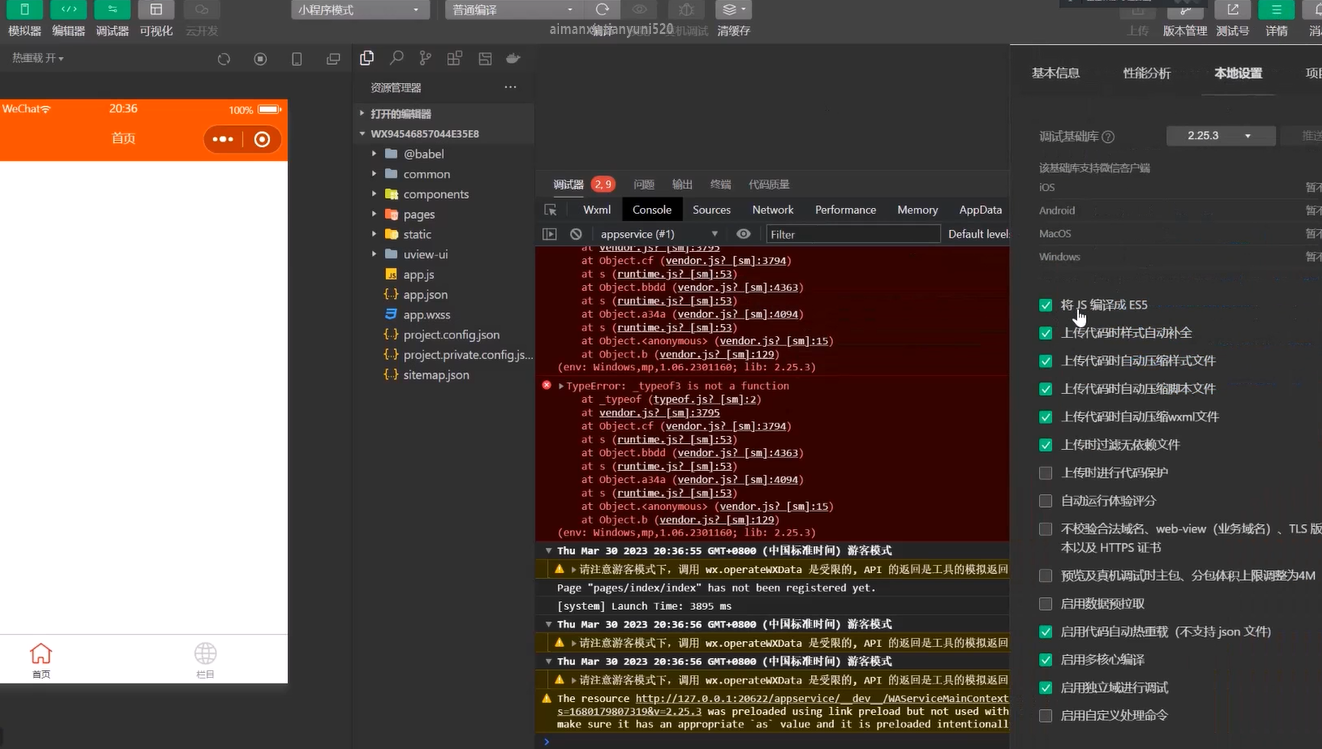 小程序模式
普通编译
模拟器
编辑器
调试器
可视化
云开发
编译
aimanxuetianyuni520
清缓存
上传
版本管理
测试号
详情
热重载 开
WeChat
20:36
100%
首页
首页
栏目
资源管理器
打开的编辑器
WX94546857044E35E8
@babel
common
components
pages
static
uview-ui
app.js
app.json
app.wxss
project.config.json
project.private.config.js...
sitemap.json
调试器 2, 9 问题 输出 终端 代码质量
Wxml Console Sources Network Performance Memory AppData
appservice (#1) Filter Default level
at vendor.js? [sm]:3795
at Object.cf (vendor.js? [sm]:3794)
at s (runtime.js? [sm]:53)
at Object.bbdd (vendor.js? [sm]:4363)
at s (runtime.js? [sm]:53)
at Object.a34a (vendor.js? [sm]:4094)
at s (runtime.js? [sm]:53)
at Object.<anonymous> (vendor.js? [sm]:15)
at Object.b (vendor.js? [sm]:129)
(env: Windows,mp,1.06.2301160; lib: 2.25.3)
TypeError: _typeof3 is not a function
at _typeof (typeof.js? [sm]:2)
at vendor.js? [sm]:3795
at Object.cf (vendor.js? [sm]:3794)
at s (runtime.js? [sm]:53)
at Object.bbdd (vendor.js? [sm]:4363)
at s (runtime.js? [sm]:53)
at Object.a34a (vendor.js? [sm]:4094)
at s (runtime.js? [sm]:53)
at Object.<anonymous> (vendor.js? [sm]:15)
at Object.b (vendor.js? [sm]:129)
(env: Windows,mp,1.06.2301160; lib: 2.25.3)
Thu Mar 30 2023 20:36:55 GMT+0800 (中国标准时间) 游客模式
请注意游客模式下，调用 wx.operateWXData 是受限的, API 的返回是工具的模拟返回
Page "pages/index/index" has not been registered yet.
[system] Launch Time: 3895 ms
Thu Mar 30 2023 20:36:56 GMT+0800 (中国标准时间) 游客模式
请注意游客模式下，调用 wx.operateWXData 是受限的, API 的返回是工具的模拟返回
Thu Mar 30 2023 20:36:56 GMT+0800 (中国标准时间) 游客模式
请注意游客模式下，调用 wx.operateWXData 是受限的, API 的返回是工具的模拟返回
The resource http://127.0.0.1:20622/appservice/__dev__/WAServiceMainContext
s=1680179807319&v=2.25.3 was preloaded using link preload but not used with
make sure it has an appropriate `as` value and it is preloaded intentionall
基本信息 性能分析 本地设置 项
调试基础库 2.25.3 推送
该基础库支持微信客户端
iOS 暂不
Android 暂不
MacOS 暂不
Windows 暂不
将 JS 编译成 ES5
上传代码时样式自动补全
上传代码时自动压缩样式文件
上传代码时自动压缩脚本文件
上传代码时自动压缩wxml文件
上传时过滤无依赖文件
上传时进行代码保护
自动运行体验评分
不校验合法域名、web-view（业务域名）、TLS 版
本以及 HTTPS 证书
预览及真机调试时主包、分包体积上限调整为4M
启用数据预拉取
启用代码自动热重载（不支持 json 文件）
启用多核心编译
启用独立域进行调试
启用自定义处理命令